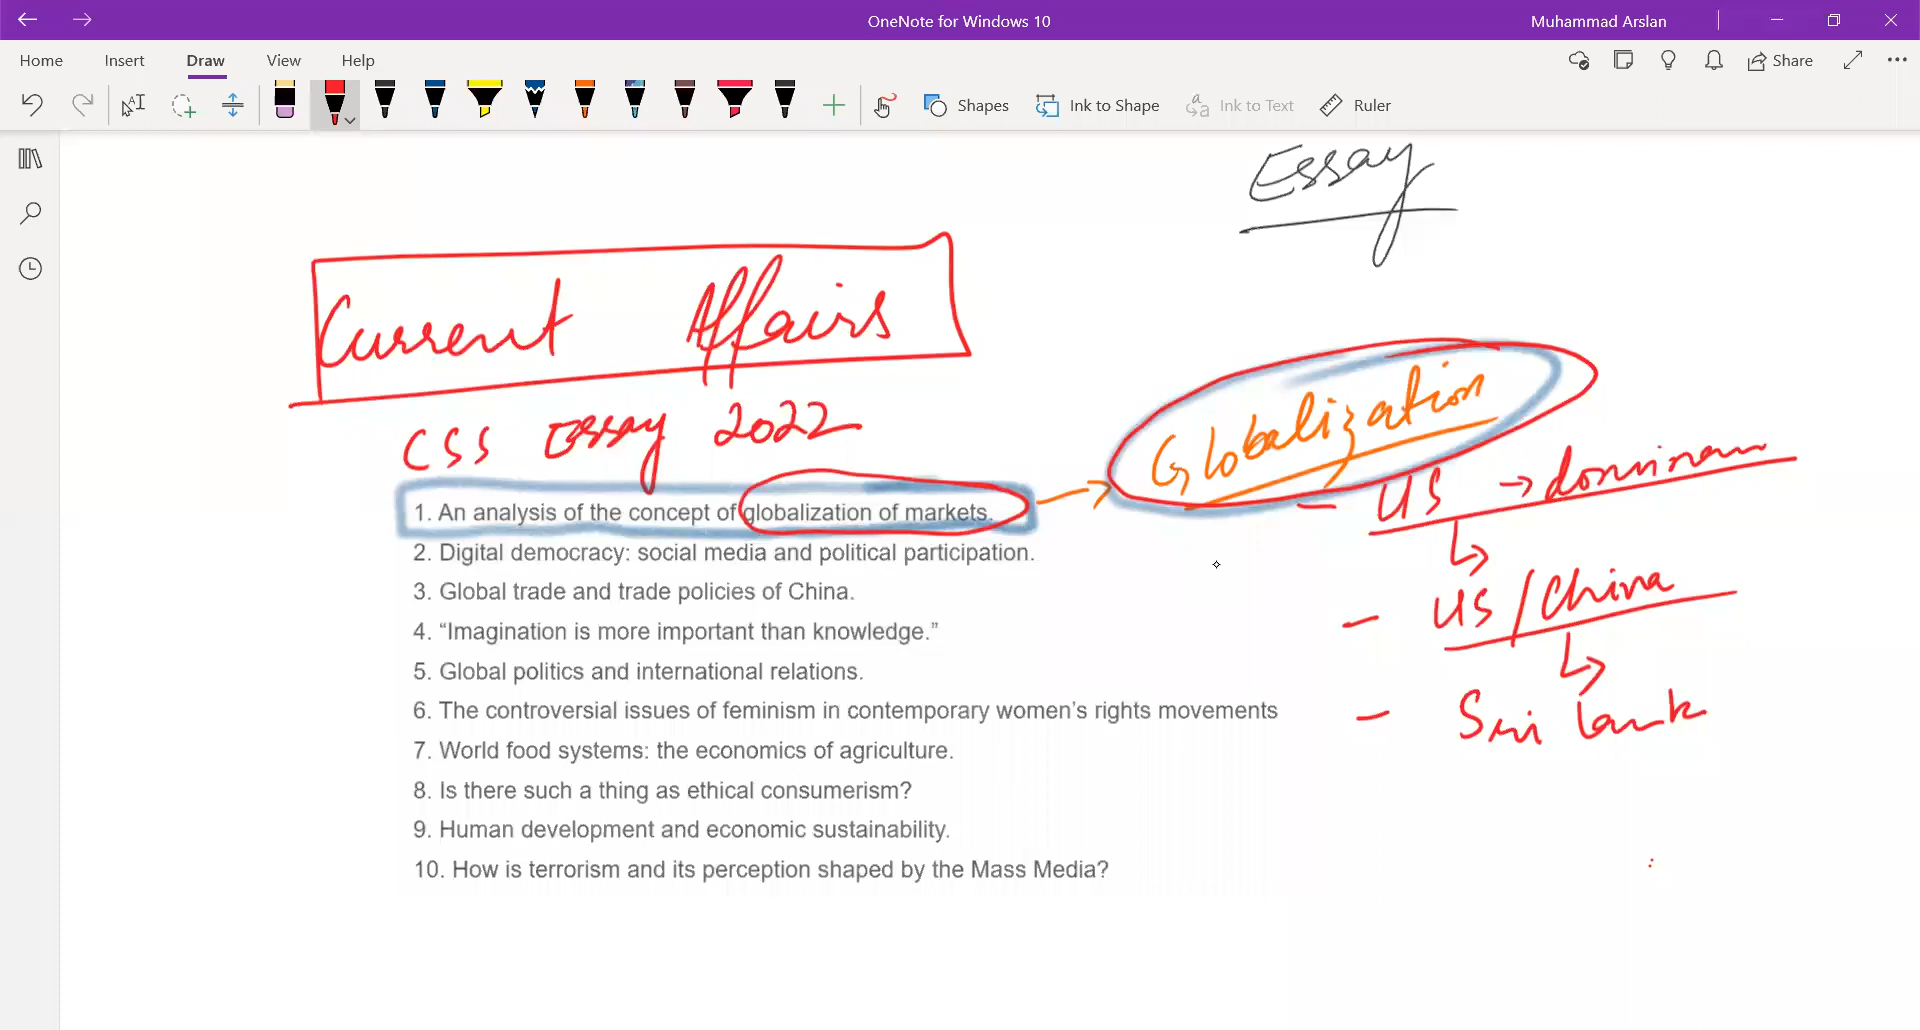 OneNote for Windows 10
Muhammad Arslan
Home Insert Draw View Help
Share
Shapes Ink to Shape Ink to Text Ruler
Essay
Current Affairs
CSS Essay 2022
Globalization
- US → dominan
- US / China
- Sri lank
1. An analysis of the concept of globalization of markets.
2. Digital democracy: social media and political participation.
3. Global trade and trade policies of China.
4. “Imagination is more important than knowledge.”
5. Global politics and international relations.
6. The controversial issues of feminism in contemporary women’s rights movements
7. World food systems: the economics of agriculture.
8. Is there such a thing as ethical consumerism?
9. Human development and economic sustainability.
10. How is terrorism and its perception shaped by the Mass Media?